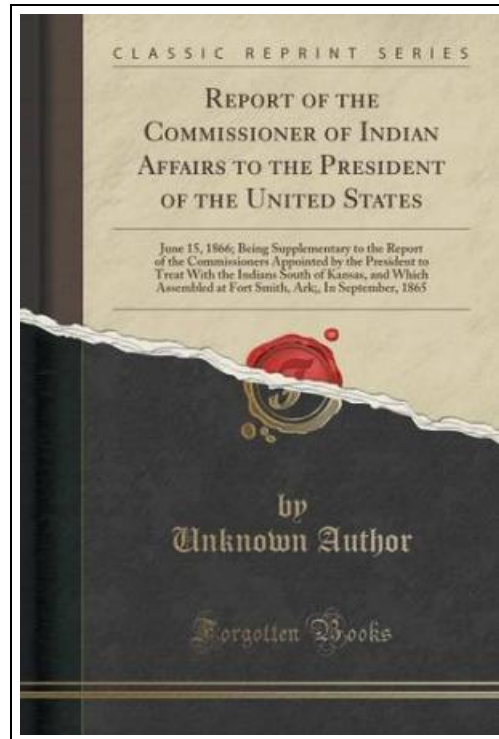 CLASSIC REPRINT SERIES
REPORT OF THE
COMMISSIONER OF INDIAN
AFFAIRS TO THE PRESIDENT
OF THE UNITED STATES
June 15, 1866; Being Supplementary to the Report
of the Commissioners Appointed by the President to
Treat With the Indians South of Kansas, and Which
Assembled at Fort Smith, Ark;, In September, 1865
by
Unknown Author
Forgotten Books